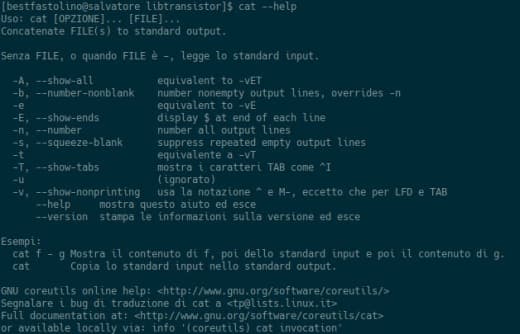 [bestfastolino@salvatore libtransistor]$ cat --help
Uso: cat [OPZIONE]... [FILE]...
Concatenate FILE(s) to standard output.
Senza FILE, o quando FILE è -, legge lo standard input.
-A, --show-all equivalent to -vET
-b, --number-nonblank number nonempty output lines, overrides -n
-e equivalent to -vE
-E, --show-ends display $ at end of each line
-n, --number number all output lines
-s, --squeeze-blank suppress repeated empty output lines
-t equivalente a -vT
-T, --show-tabs mostra i caratteri TAB come ^I
-u (ignorato)
-v, --show-nonprinting usa la notazione ^ e M-, eccetto che per LFD e TAB
--help mostra questo aiuto ed esce
--version stampa le informazioni sulla versione ed esce
Esempi:
cat f - g Mostra il contenuto di f, poi dello standard input e poi il contenuto di g.
cat Copia lo standard input nello standard output.
GNU coreutils online help: <http://www.gnu.org/software/coreutils/>
Segnalare i bug di traduzione di cat a <tp@lists.linux.it>
Full documentation at: <http://www.gnu.org/software/coreutils/cat>
or available locally via: info '(coreutils) cat invocation'